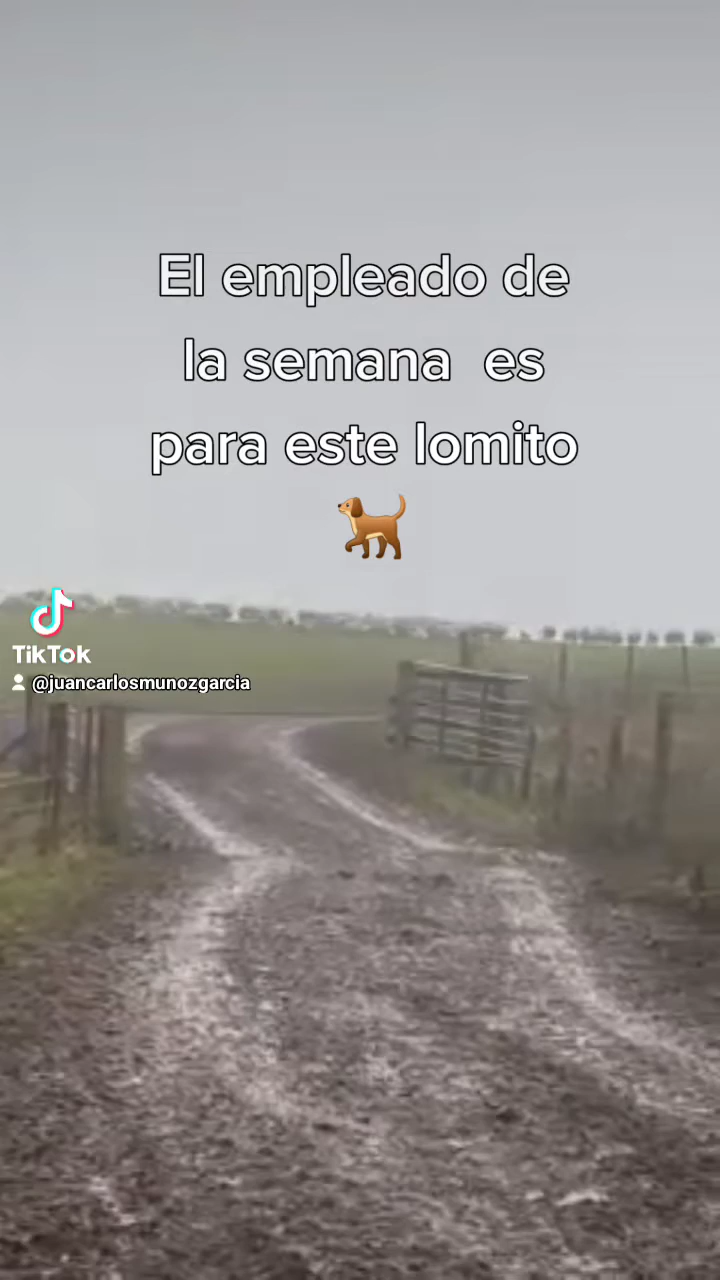 El empleado de
la semana es
para este lomito
TikTok
@juancarlosmunozgarcia